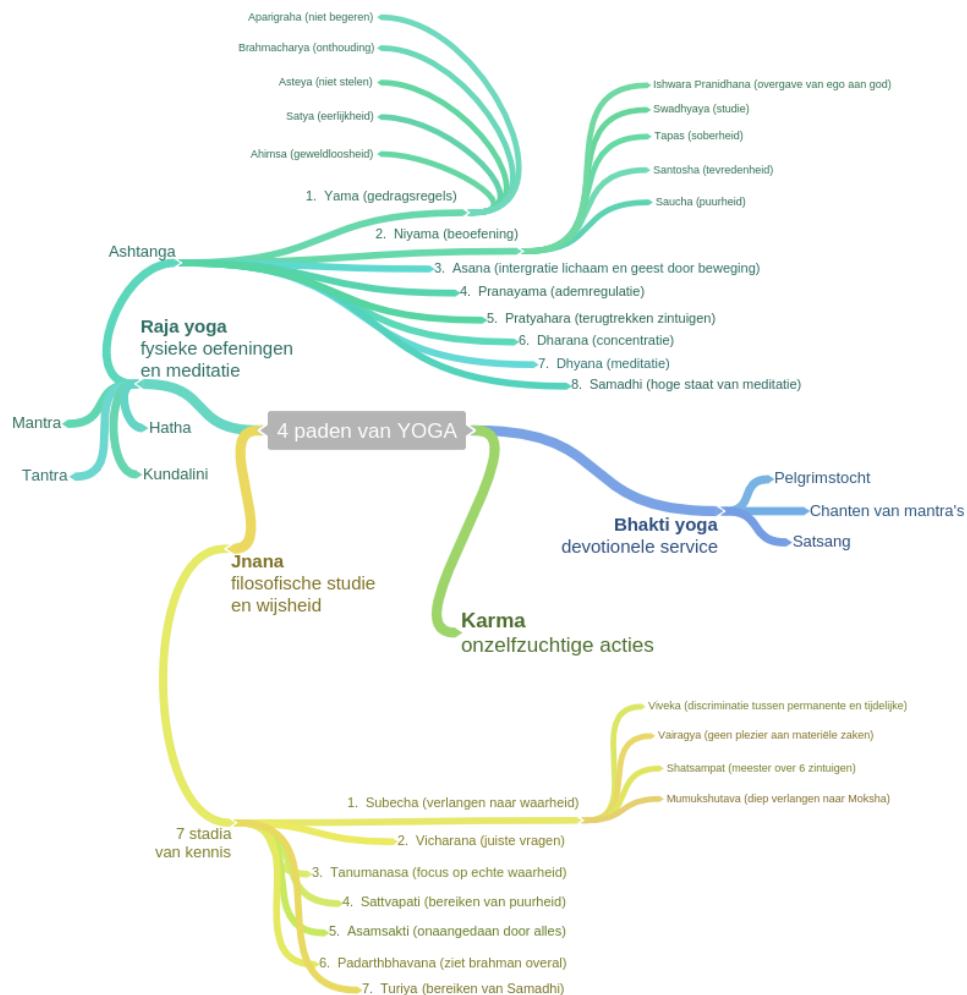 Aparigraha (niet begeren)
Brahmacharya (onthouding)
Asteya (niet stelen)
Satya (eerlijkheid)
Ahimsa (geweldloosheid)
1. Yama (gedragsregels)
Ishwara Pranidhana (overgave van ego aan god)
Swadhyaya (studie)
Tapas (soberheid)
Santosha (tevredenheid)
Saucha (puurheid)
2. Niyama (beoefening)
Ashtanga
3. Asana (intergratie lichaam en geest door beweging)
4. Pranayama (ademregulatie)
5. Pratyahara (terugtrekken zintuigen)
6. Dharana (concentratie)
7. Dhyana (meditatie)
8. Samadhi (hoge staat van meditatie)
Raja yoga
fysieke oefeningen
en meditatie
Mantra
Hatha
Tantra
Kundalini
4 paden van YOGA
Pelgrimstocht
Chanten van mantra's
Satsang
Bhakti yoga
devotionele service
Jnana
filosofische studie
en wijsheid
Karma
onzelfzuchtige acties
Viveka (discriminatie tussen permanente en tijdelijke)
Vairagya (geen plezier aan materiële zaken)
Shatsampat (meester over 6 zintuigen)
Mumukshutava (diep verlangen naar Moksha)
1. Subecha (verlangen naar waarheid)
7 stadia
van kennis
2. Vicharana (juiste vragen)
3. Tanumanasa (focus op echte waarheid)
4. Sattvapati (bereiken van puurheid)
5. Asamsakti (onaangedaan door alles)
6. Padarthbhavana (ziet brahman overal)
7. Turiya (bereiken van Samadhi)